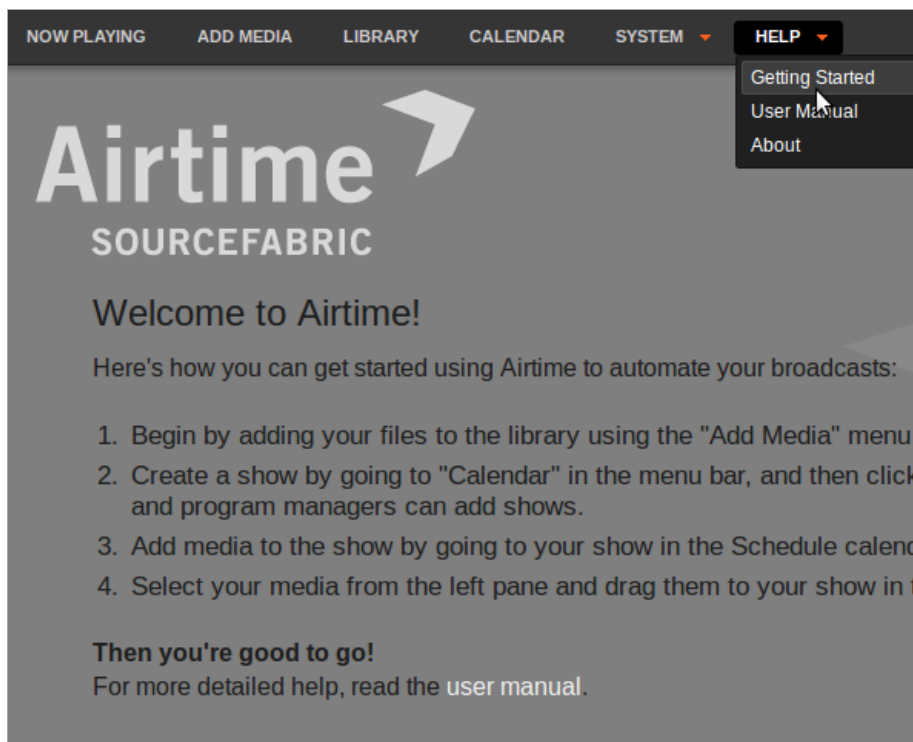 NOW PLAYING ADD MEDIA LIBRARY CALENDAR SYSTEM HELP
Getting Started
User Manual
About
Airtime
SOURCEFABRIC
Welcome to Airtime!
Here's how you can get started using Airtime to automate your broadcasts:
1. Begin by adding your files to the library using the "Add Media" menu
2. Create a show by going to "Calendar" in the menu bar, and then click
and program managers can add shows.
3. Add media to the show by going to your show in the Schedule
4. Select your media from the left pane and drag them to your show in
Then you're good to go!
For more detailed help, read the user manual.